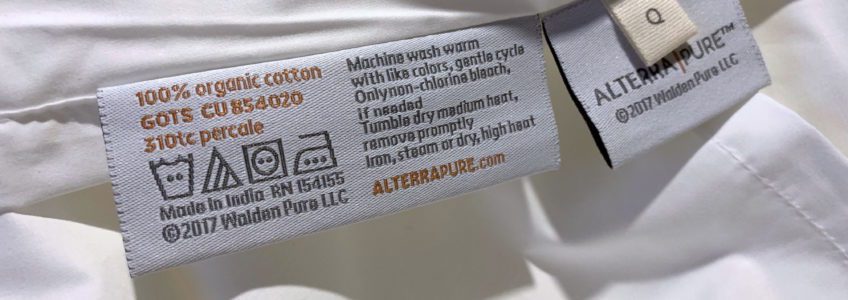 100% organic cotton
GOTS CU 854020
310tc percale
Made in India RN 154155
©2017 Walden Pure LLC
Machine wash warm
with like colors, gentle cycle
Only non-chlorine bleach,
if needed
Tumble dry medium heat,
remove promptly
Iron, steam or dry, high heat
ALTERRAPURE.com
Q
ALTERRA|PURE™
©2017 Walden Pure LLC